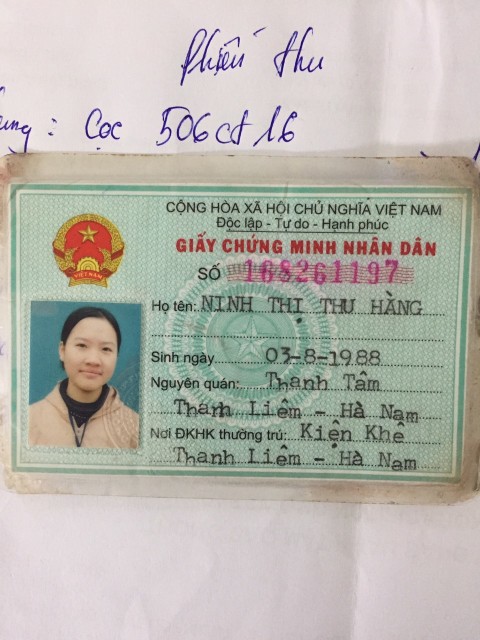 Phiếu thu
: Cọc 506 ct 16
CỘNG HÒA XÃ HỘI CHỦ NGHĨA VIỆT NAM
Độc lập - Tự do - Hạnh phúc
GIẤY CHỨNG MINH NHÂN DÂN
SỐ 168261197
Họ tên: NINH THỊ THU HẰNG
Sinh ngày 03-8-1988
Nguyên quán: Thanh Tâm
Thanh Liêm - Hà Nam
Nơi ĐKHK thường trú: Kiện Khê
Thanh Liêm - Hà Nam
VIỆT NAM